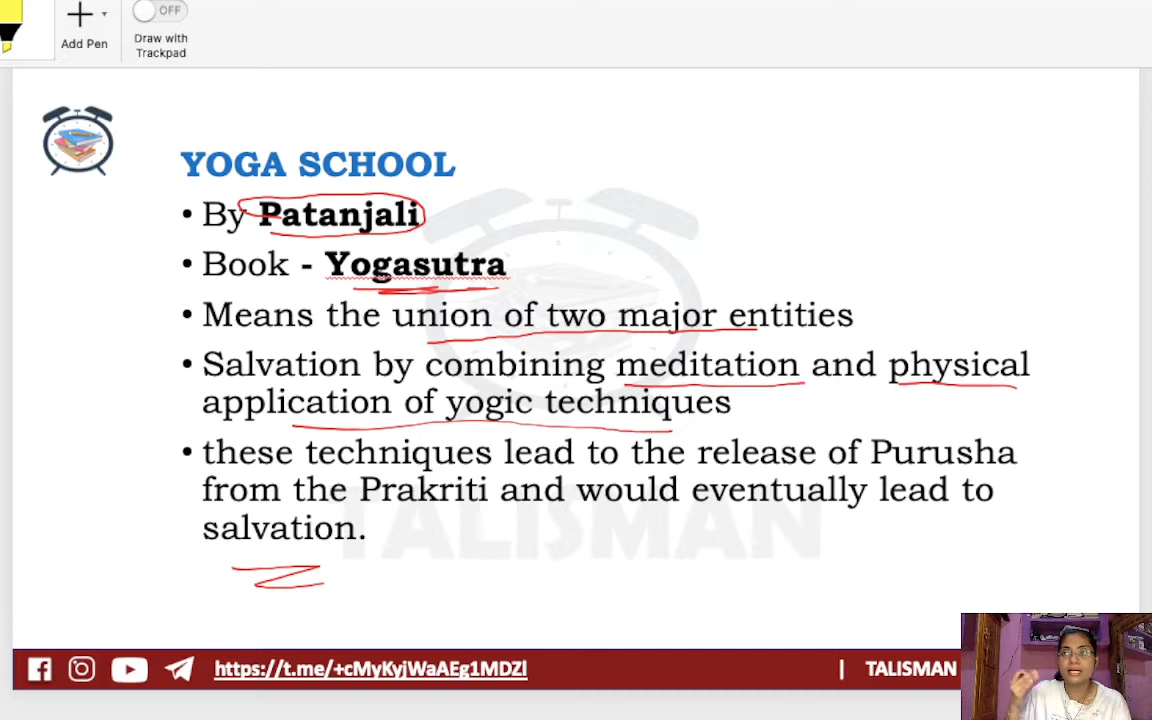 OFF
Add Pen
Draw with
Trackpad
YOGA SCHOOL
• By Patanjali
• Book - Yogasutra
• Means the union of two major entities
• Salvation by combining meditation and physical
application of yogic techniques
• these techniques lead to the release of Purusha
from the Prakriti and would eventually lead to
salvation.
TALISMAN
https://t.me/+cMyKyjWaAEg1MDZl
| TALISMAN